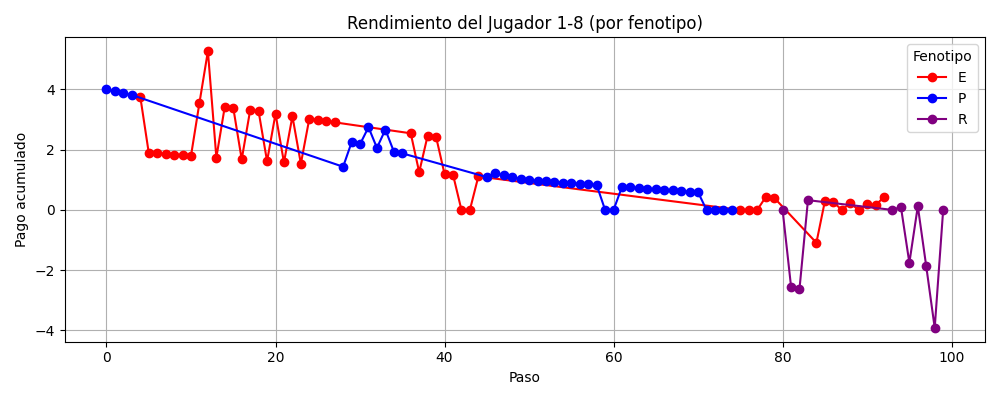 Rendimiento del Jugador 1-8 (por fenotipo)
Pago acumulado
4
2
0
−2
−4
Fenotipo
E
P
R
0 20 40 60 80 100
Paso